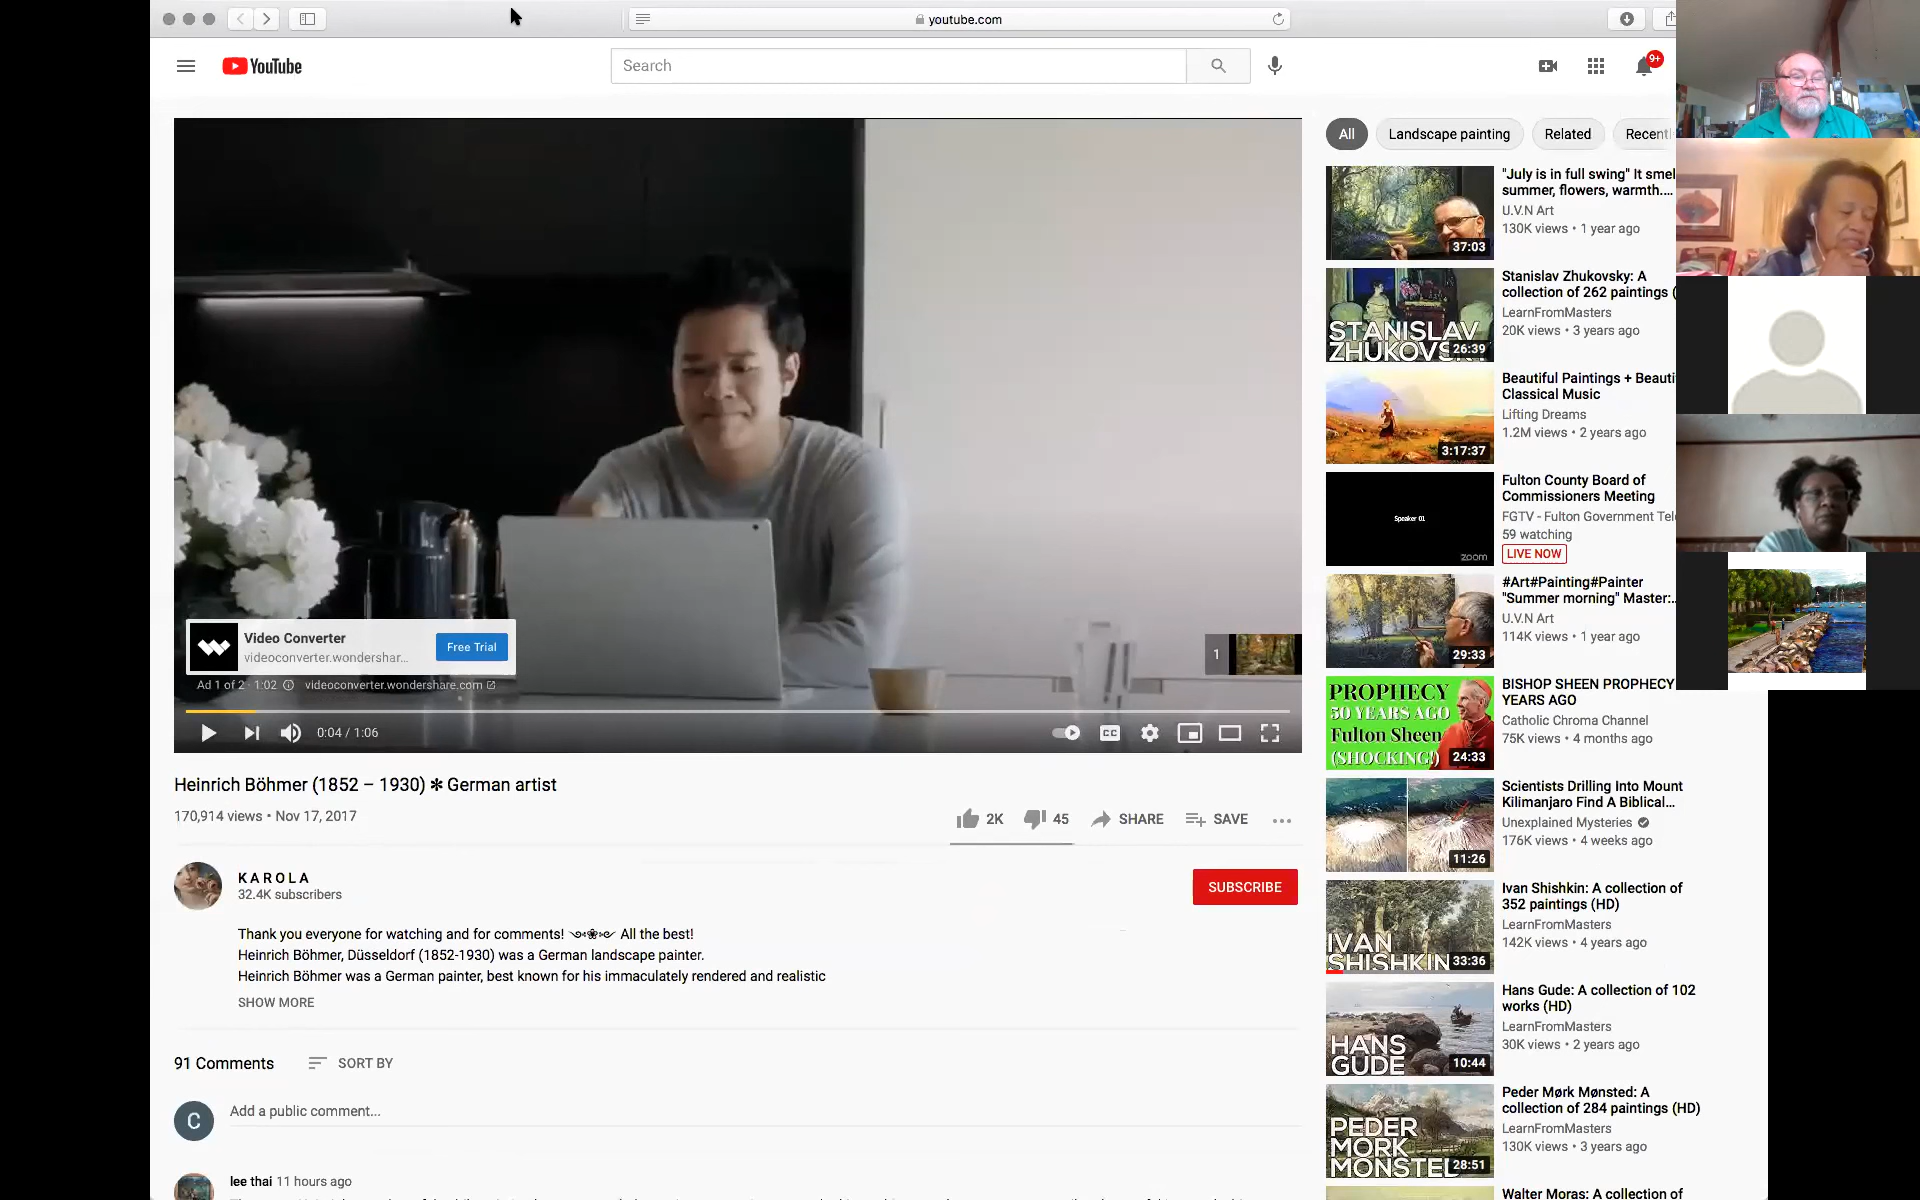 youtube.com
YouTube
Search
9+
All
Landscape painting
Related
"July is in full swing" It
summer, flowers, warmth....
U.V.N Art
130K views • 1 year ago
37:03
Stanislav Zhukovsky: A
collection of 262 paintings (
LearnFromMasters
20K views • 3 years ago
STANISLAV
26:39
Beautiful Paintings +
Classical Music
Lifting Dreams
1.2M views • 2 years ago
3:17:37
Fulton County Board of
Commissioners Meeting
FGTV - Fulton Government
59 watching
LIVE NOW
Speaker 01
zoom
#Art#Painting#Painter
"Summer morning" Master:..
U.V.N Art
114K views • 1 year ago
29:33
BISHOP SHEEN PROPHECY
YEARS AGO
Catholic Chroma Channel
75K views • 4 months ago
PROPHECY
50 YEARS AGO
Fulton Sheen
(SHOCKING!)
24:33
Scientists Drilling Into Mount
Kilimanjaro Find A Biblical...
Unexplained Mysteries
176K views • 4 weeks ago
11:26
Ivan Shishkin: A collection of
352 paintings (HD)
LearnFromMasters
142K views • 4 years ago
IVAN
SHISHKIN
33:36
Hans Gude: A collection of 102
works (HD)
LearnFromMasters
30K views • 2 years ago
HANS
GUDE
10:44
Peder Mørk Mønsted: A
collection of 284 paintings (HD)
LearnFromMasters
130K views • 3 years ago
PEDER
MORK
28:51
Walter Moras: A collection of
Video Converter
videoconverter.wondershar...
Free Trial
Ad 1 of 2 · 1:02 videoconverter.wondershare.com
1
0:04 / 1:06
CC
Heinrich Böhmer (1852 – 1930) ✻ German artist
170,914 views • Nov 17, 2017
2K
45
SHARE
SAVE
K A R O L A
32.4K subscribers
SUBSCRIBE
Thank you everyone for watching and for comments! All the best!
Heinrich Böhmer, Düsseldorf (1852-1930) was a German landscape painter.
Heinrich Böhmer was a German painter, best known for his immaculately rendered and realistic
SHOW MORE
91 Comments
SORT BY
C
Add a public comment...
lee thai 11 hours ago